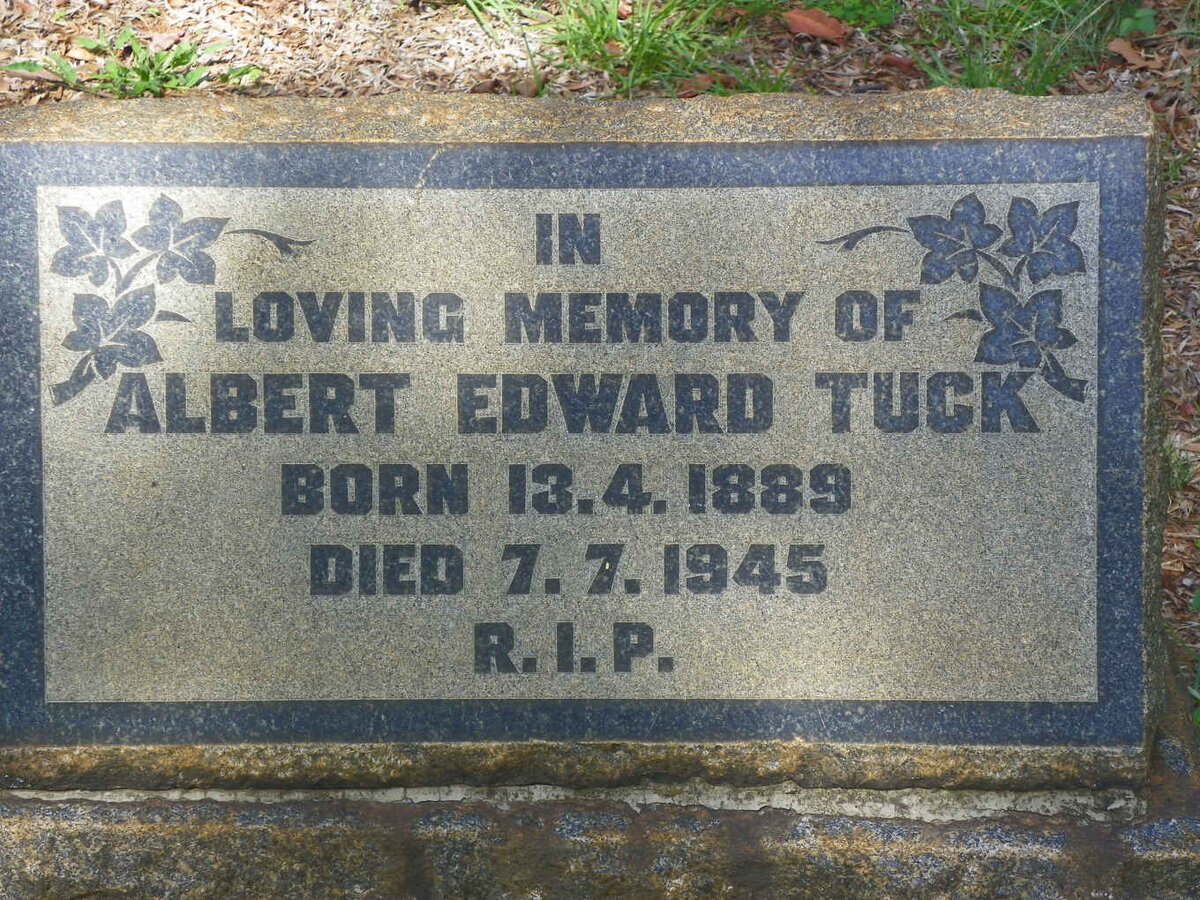 IN
LOVING MEMORY OF
ALBERT EDWARD TUCK
BORN 13.4.1889
DIED 7.7.1945
R.I.P.